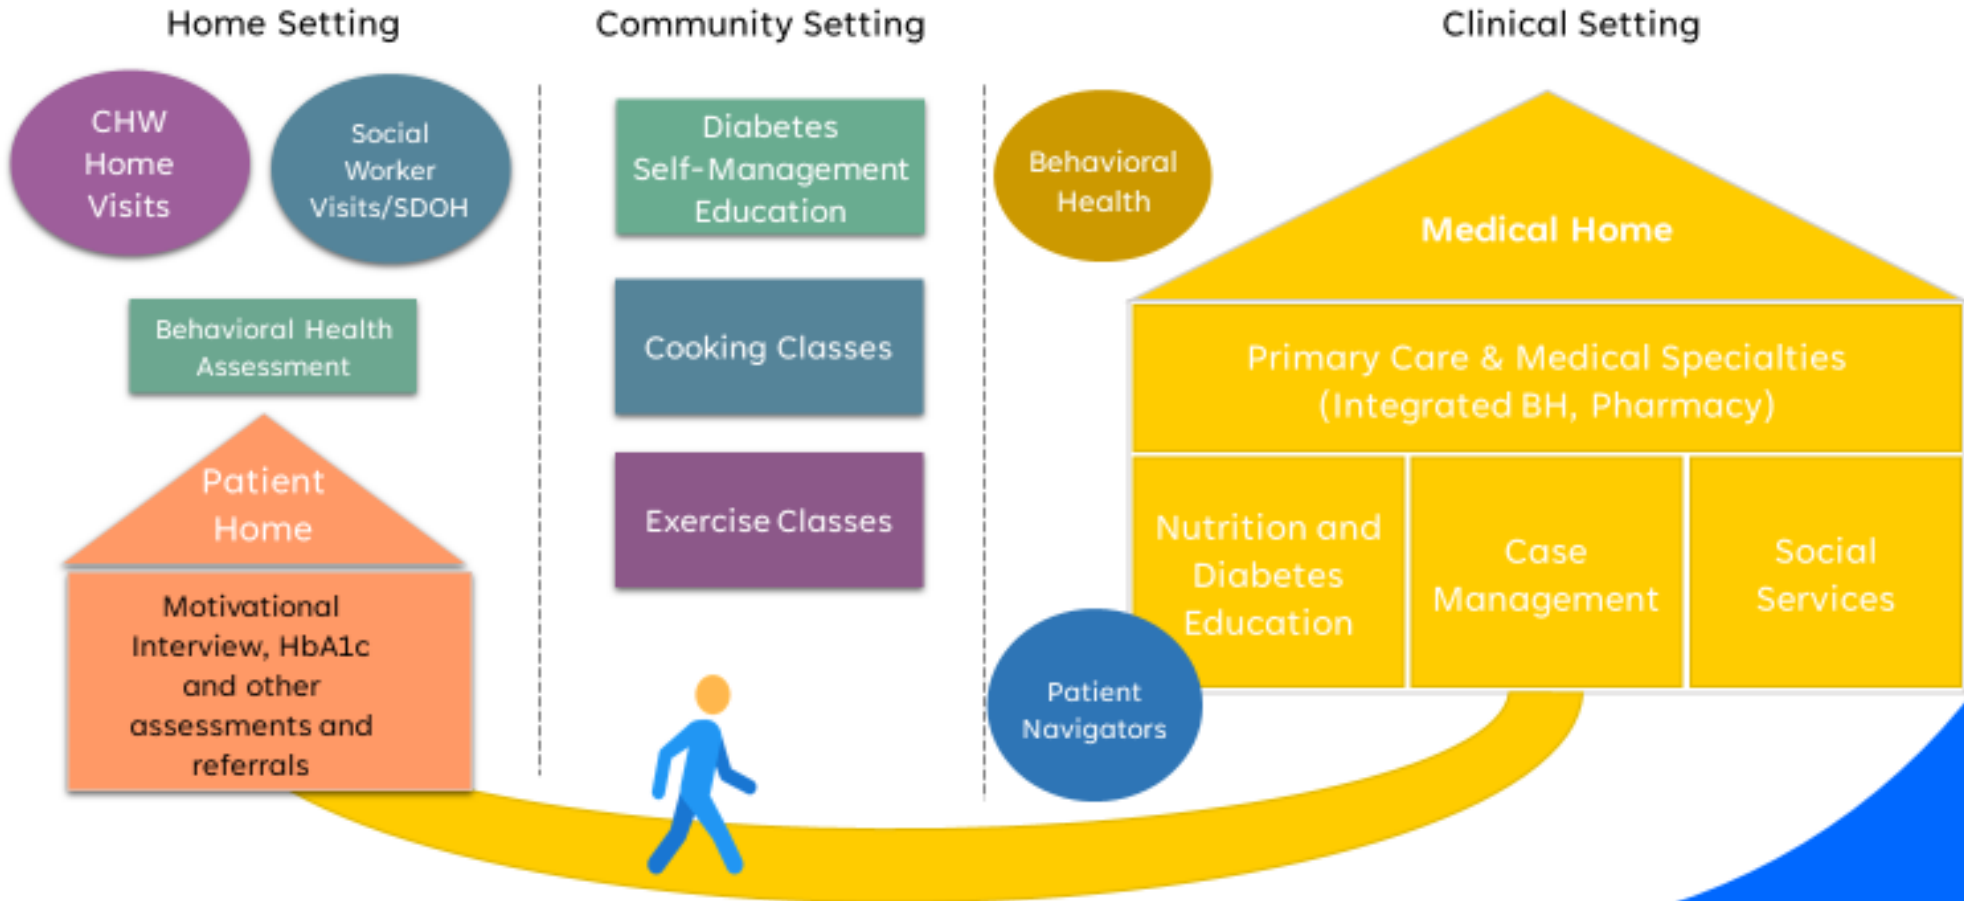 Home Setting
Community Setting
Clinical Setting
CHW
Home
Visits
Social
Worker
Visits/SDOH
Behavioral Health
Assessment
Patient
Home
Motivational
Interview, HbA1c
and other
assessments and
referrals
Diabetes
Self-Management
Education
Cooking Classes
Exercise Classes
Behavioral
Health
Medical Home
Primary Care & Medical Specialties
(Integrated BH, Pharmacy)
Nutrition and
Diabetes
Education
Case
Management
Social
Services
Patient
Navigators